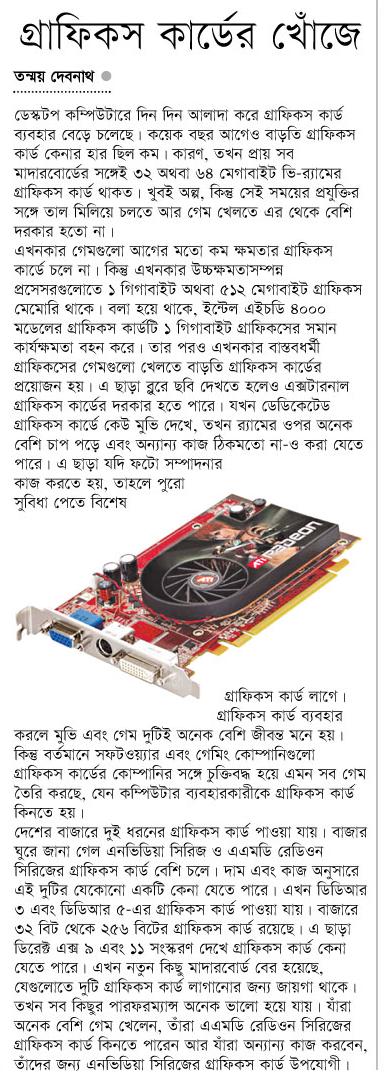 গ্রাফিকস কার্ডের খোঁজে
তন্ময় দেবনাথ
ডেস্কটপ কম্পিউটারে দিন দিন আলাদা করে গ্রাফিকস কার্ড
ব্যবহার বেড়ে চলেছে। কয়েক বছর আগেও বাড়তি গ্রাফিকস
কার্ড কেনার হার ছিল কম। কারণ, তখন প্রায় সব
মাদারবোর্ডের সঙ্গেই ৩২ অথবা ৬৪ মেগাবাইট ভি-র‍্যামের
গ্রাফিকস কার্ড থাকত। খুবই অল্প, কিন্তু সেই সময়ের প্রযুক্তির
সঙ্গে তাল মিলিয়ে চলতে আর গেম খেলতে এর থেকে বেশি
দরকার হতো না।
এখনকার গেমগুলো আগের মতো কম ক্ষমতার গ্রাফিকস
কার্ডে চলে না। কিন্তু এখনকার উচ্চক্ষমতাসম্পন্ন
প্রসেসরগুলোতে ১ গিগাবাইট অথবা ৫১২ মেগাবাইট গ্রাফিকস
মেমোরি থাকে। বলা হয়ে থাকে, ইন্টেল এইচডি ৪০০০
মডেলের গ্রাফিকস কার্ডটি ১ গিগাবাইট গ্রাফিকসের সমান
কার্যক্ষমতা বহন করে। তার পরও এখনকার বাস্তবধর্মী
গ্রাফিকসের গেমগুলো খেলতে বাড়তি গ্রাফিকস কার্ডের
প্রয়োজন হয়। এ ছাড়া ব্লুরে ছবি দেখতে হলেও এক্সটারনাল
গ্রাফিকস কার্ডের দরকার হতে পারে। যখন ডেডিকেটেড
গ্রাফিকস কার্ডে কেউ মুভি দেখে, তখন র‍্যামের ওপর অনেক
বেশি চাপ পড়ে এবং অন্যান্য কাজ ঠিকমতো না-ও করা যেতে
পারে। এ ছাড়া যদি ফটো সম্পাদনার
কাজ করতে হয়, তাহলে পুরো
সুবিধা পেতে বিশেষ
ATI RADEON
ATI
গ্রাফিকস কার্ড লাগে।
গ্রাফিকস কার্ড ব্যবহার
করলে মুভি এবং গেম দুটিই অনেক বেশি জীবন্ত মনে হয়।
কিন্তু বর্তমানে সফটওয়্যার এবং গেমিং কোম্পানিগুলো
গ্রাফিকস কার্ডের কোম্পানির সঙ্গে চুক্তিবদ্ধ হয়ে এমন সব গেম
তৈরি করছে, যেন কম্পিউটার ব্যবহারকারীকে গ্রাফিকস কার্ড
কিনতে হয়।
দেশের বাজারে দুই ধরনের গ্রাফিকস কার্ড পাওয়া যায়। বাজার
ঘুরে জানা গেল এনভিডিয়া সিরিজ ও এএমডি রেডিওন
সিরিজের গ্রাফিকস কার্ড বেশি চলে। দাম এবং কাজ অনুসারে
এই দুটির যেকোনো একটি কেনা যেতে পারে। এখন ডিডিআর
৩ এবং ডিডিআর ৫-এর গ্রাফিকস কার্ড পাওয়া যায়। বাজারে
৩২ বিট থেকে ২৫৬ বিটের গ্রাফিকস কার্ড রয়েছে। এ ছাড়া
ডিরেক্ট এক্স ৯ এবং ১১ সংস্করণ দেখে গ্রাফিকস কার্ড কেনা
যেতে পারে। এখন নতুন কিছু মাদারবোর্ড বের হয়েছে,
যেগুলোতে দুটি গ্রাফিকস কার্ড লাগানোর জন্য জায়গা থাকে।
তখন সব কিছুর পারফরম্যান্স অনেক ভালো হয়ে যায়। যাঁরা
অনেক বেশি গেম খেলেন, তাঁরা এএমডি রেডিওন সিরিজের
গ্রাফিকস কার্ড কিনতে পারেন আর যাঁরা অন্যান্য কাজ করবেন,
তাঁদের জন্য এনভিডিয়া সিরিজের গ্রাফিকস কার্ড উপযোগী।